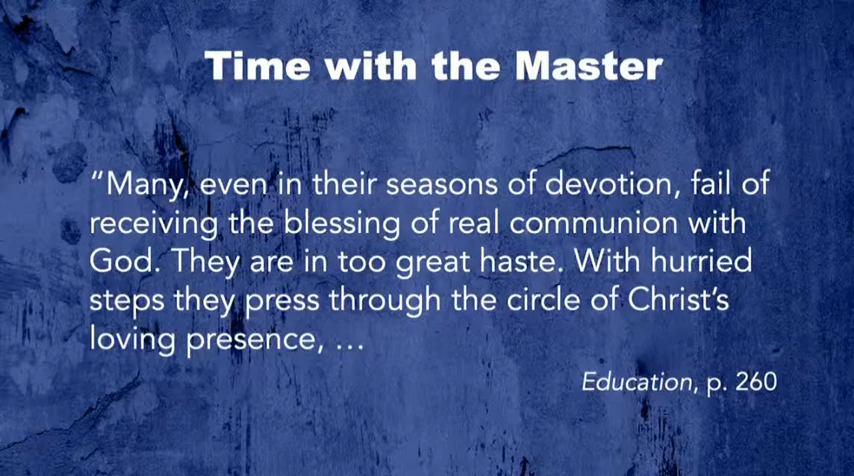 Time with the Master
“Many, even in their seasons of devotion, fail of
receiving the blessing of real communion with
God. They are in too great haste. With hurried
steps they press through the circle of Christ’s
loving presence, …
Education, p. 260